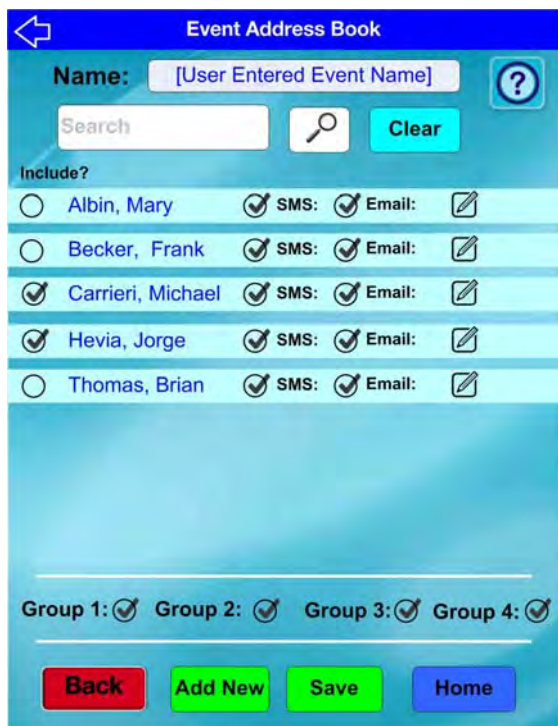 Event Address Book
Name: [User Entered Event Name]
?
Search Clear
Include?
Albin, Mary SMS: Email:
Becker, Frank SMS: Email:
Carrieri, Michael SMS: Email:
Hevia, Jorge SMS: Email:
Thomas, Brian SMS: Email:
Group 1: Group 2: Group 3: Group 4:
Back Add New Save Home